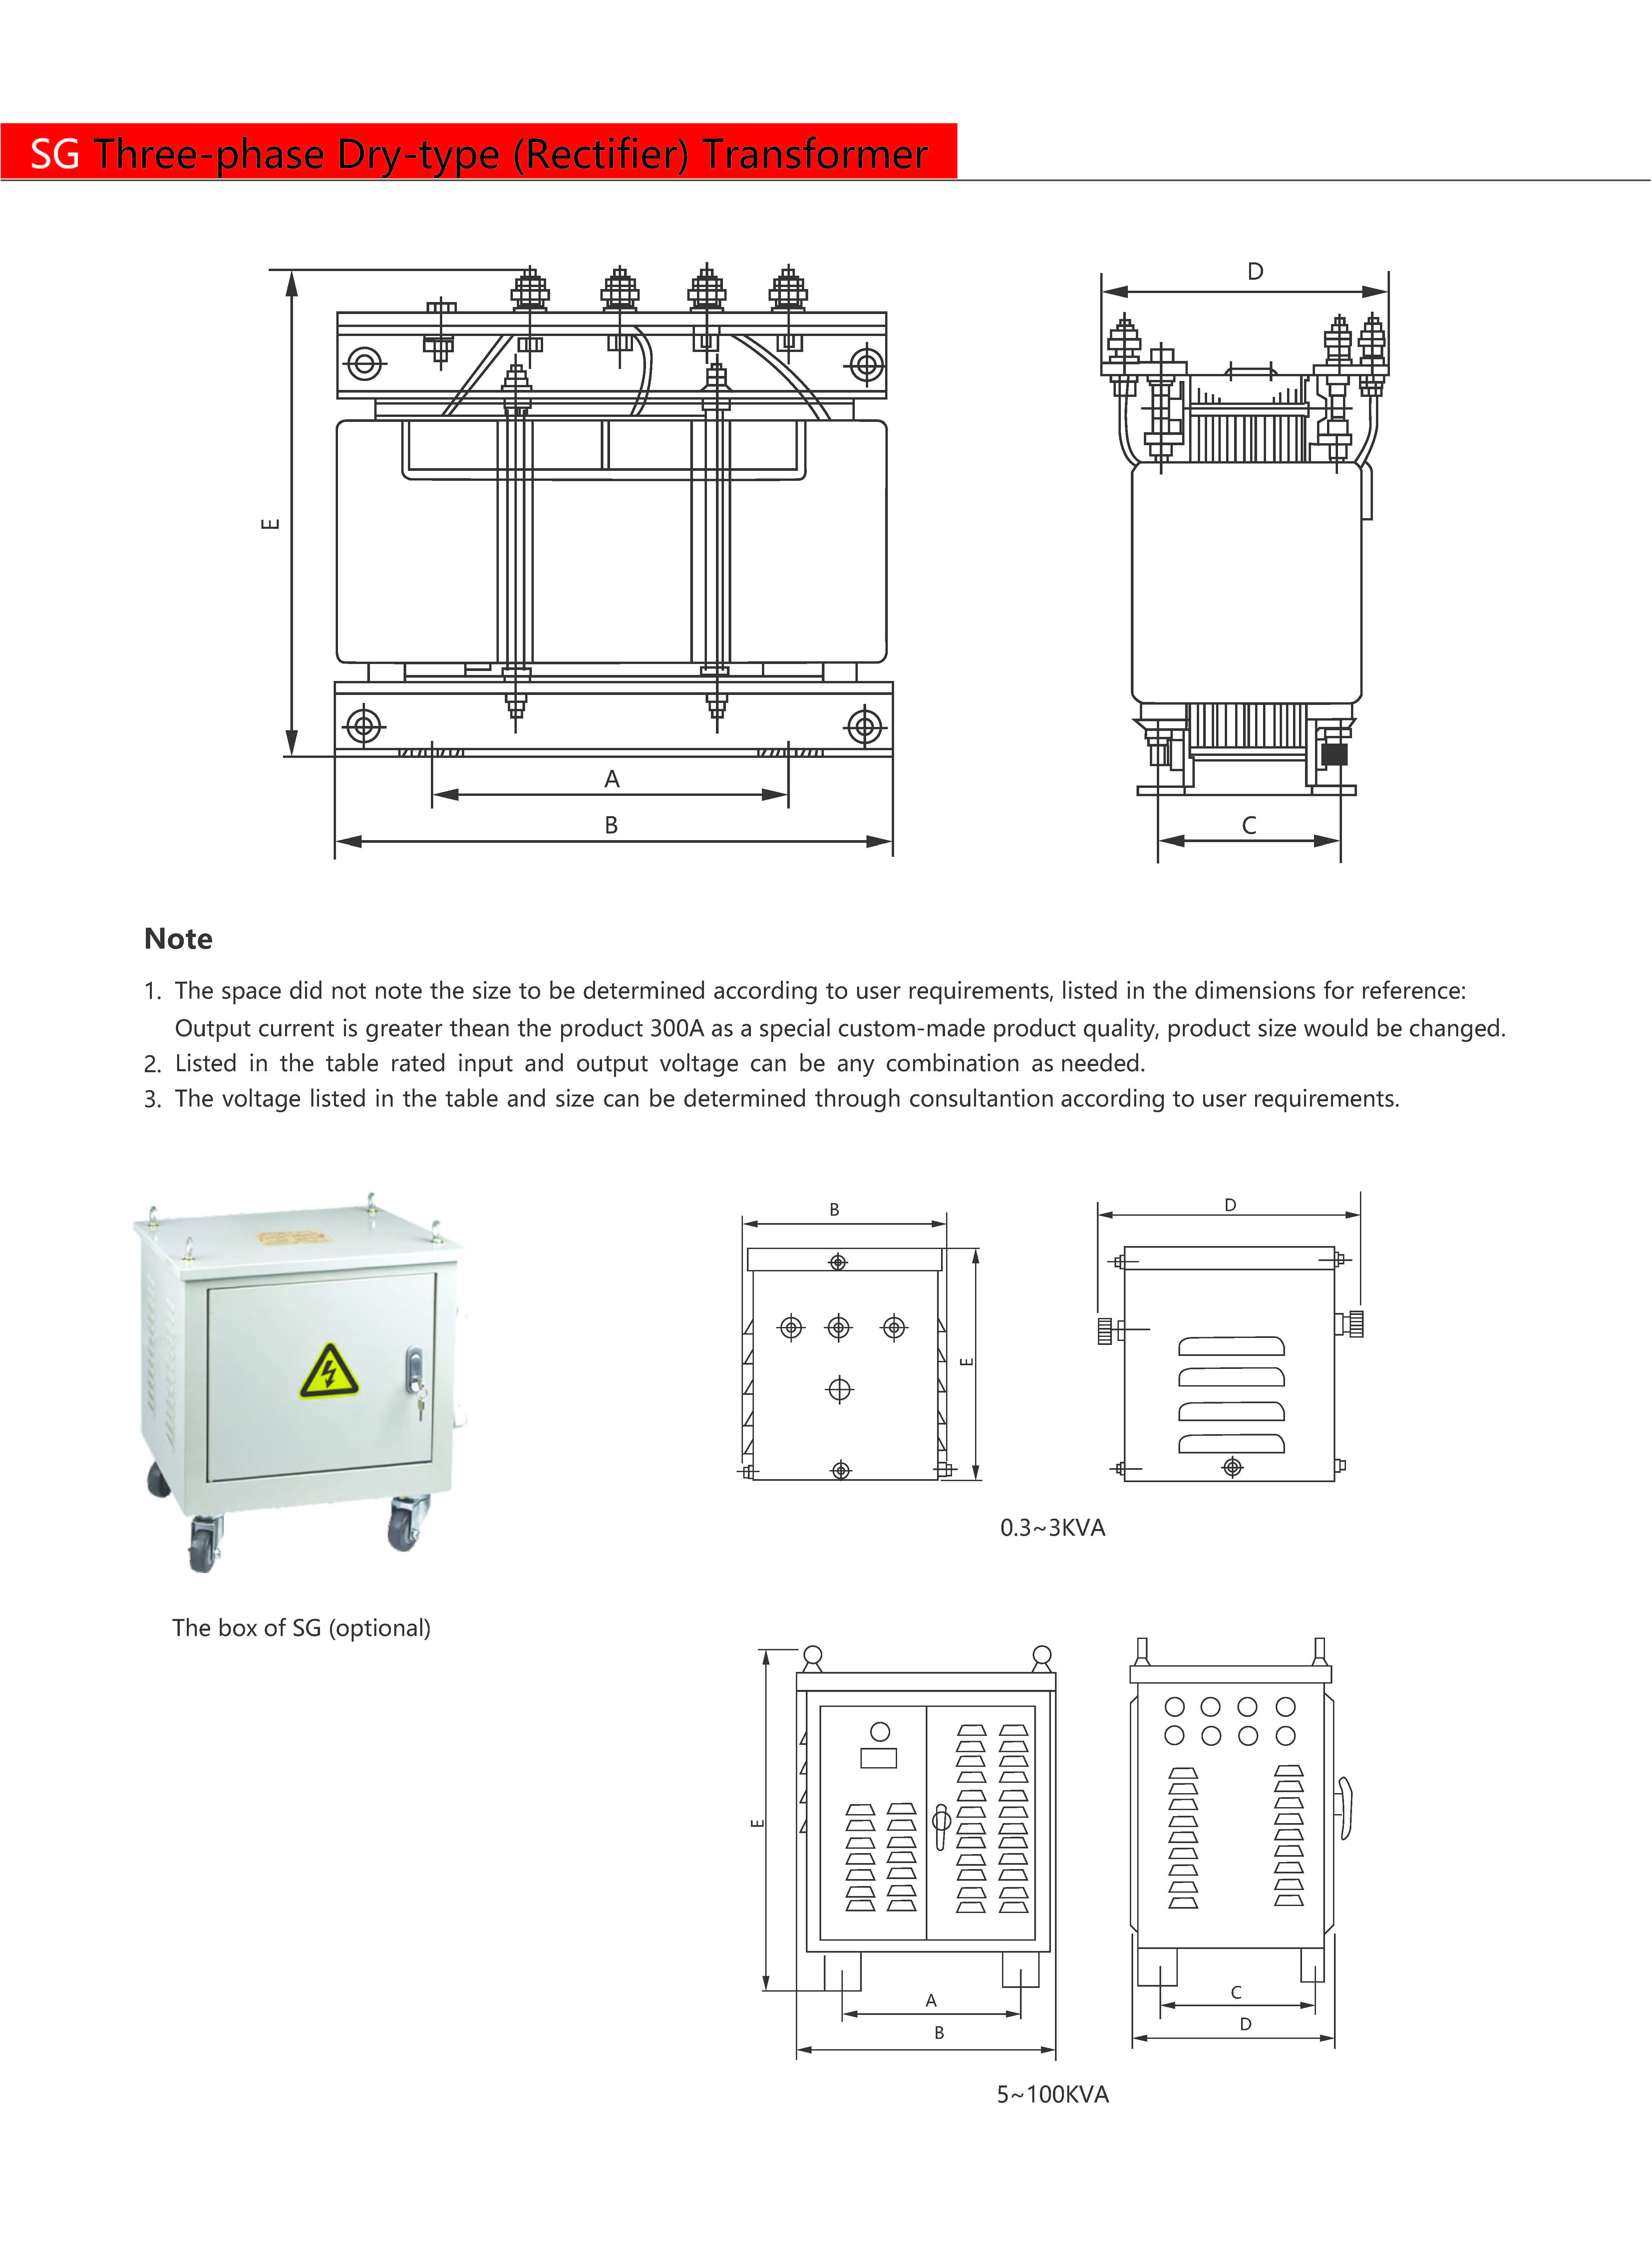 SG Three-phase Dry-type (Rectifier) Transformer
D
E
A
B
C
Note
1. The space did not note the size to be determined according to user requirements, listed in the dimensions for reference:
Output current is greater thean the product 300A as a special custom-made product quality, product size would be changed.
2. Listed in the table rated input and output voltage can be any combination as needed.
3. The voltage listed in the table and size can be determined through consultantion according to user requirements.
B
D
E
0.3~3KVA
The box of SG (optional)
E
A
B
C
D
5~100KVA